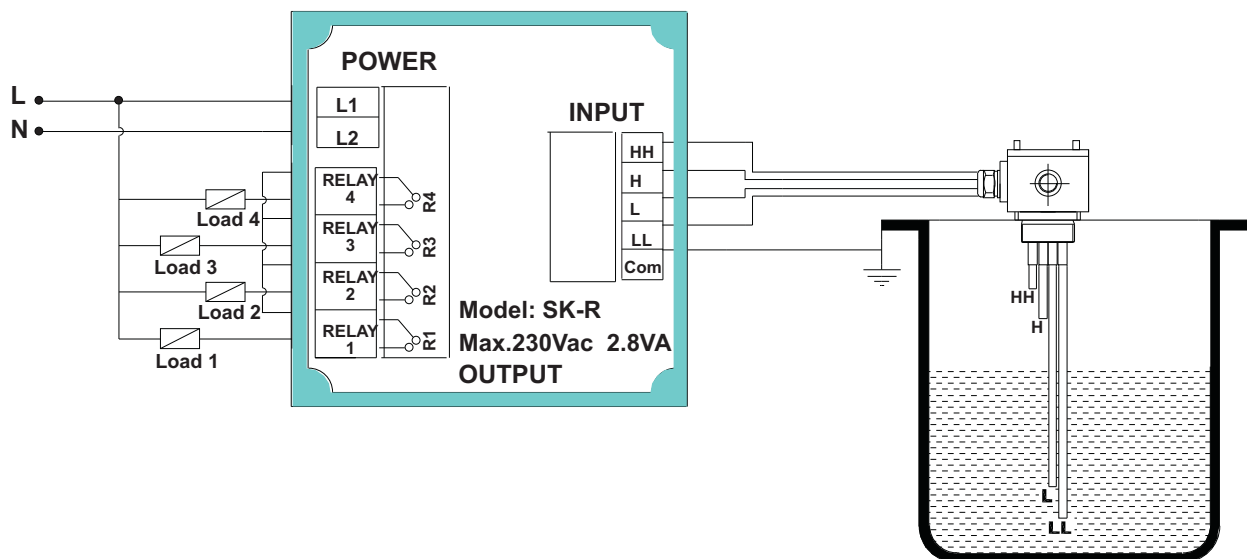 POWER
L
N
L1
L2
INPUT
HH
H
L
LL
Com
RELAY
4
R4
Load 4
RELAY
3
R3
Load 3
RELAY
2
R2
Load 2
RELAY
1
R1
Load 1
Model: SK-R
Max.230Vac 2.8VA
OUTPUT
HH
H
L
LL